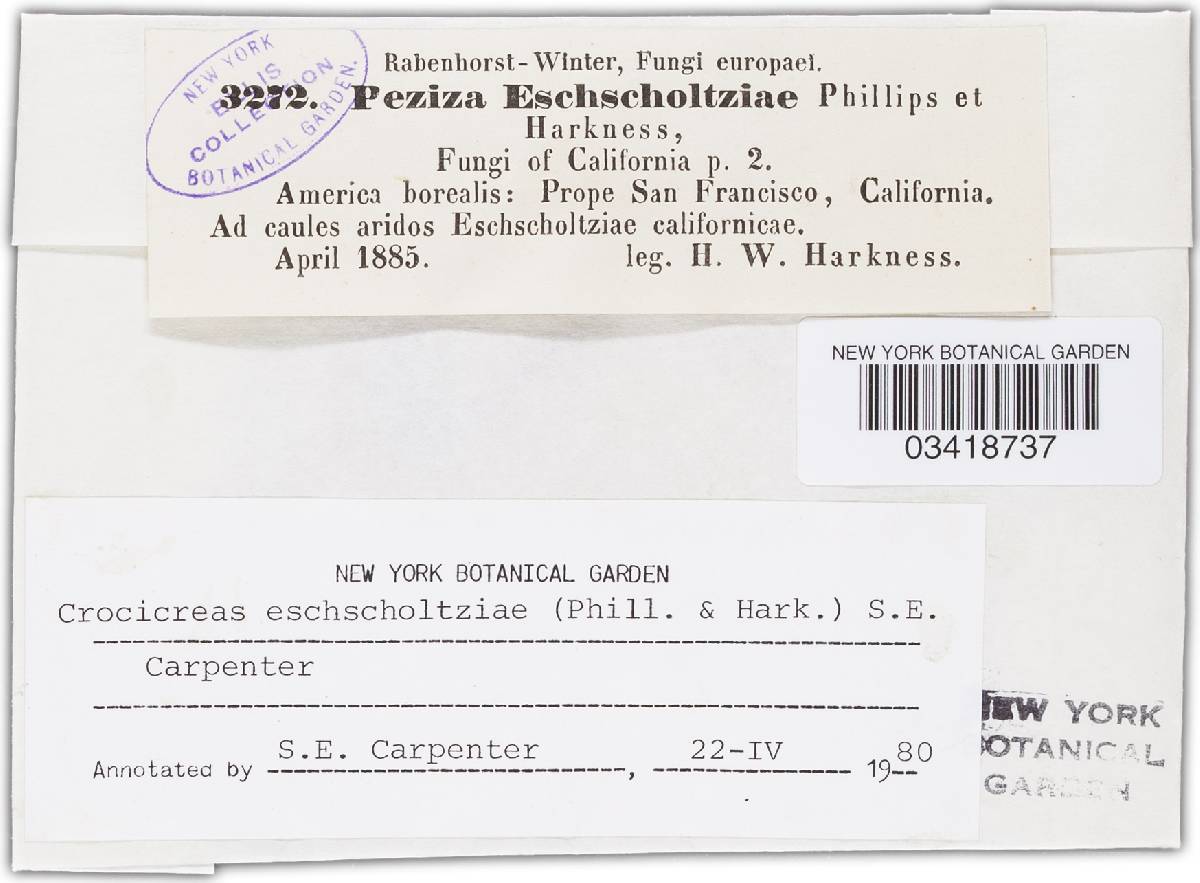 NEW YORK
ELLIS
COLLECTION
BOTANICAL GARDEN.
Rabenhorst-Winter, Fungi europaei.
3272. Peziza Eschscholtziae Phillips et
Harkness,
Fungi of California p. 2.
America borealis: Prope San Francisco, California.
Ad caules aridos Eschscholtziae californicae.
April 1885. leg. H. W. Harkness.
NEW YORK BOTANICAL GARDEN
03418737
NEW YORK BOTANICAL GARDEN
Crocicreas eschscholtziae (Phill. & Hark.) S.E.
Carpenter
Annotated by S.E. Carpenter, 22-IV 1980
NEW YORK
BOTANICAL
GARDEN